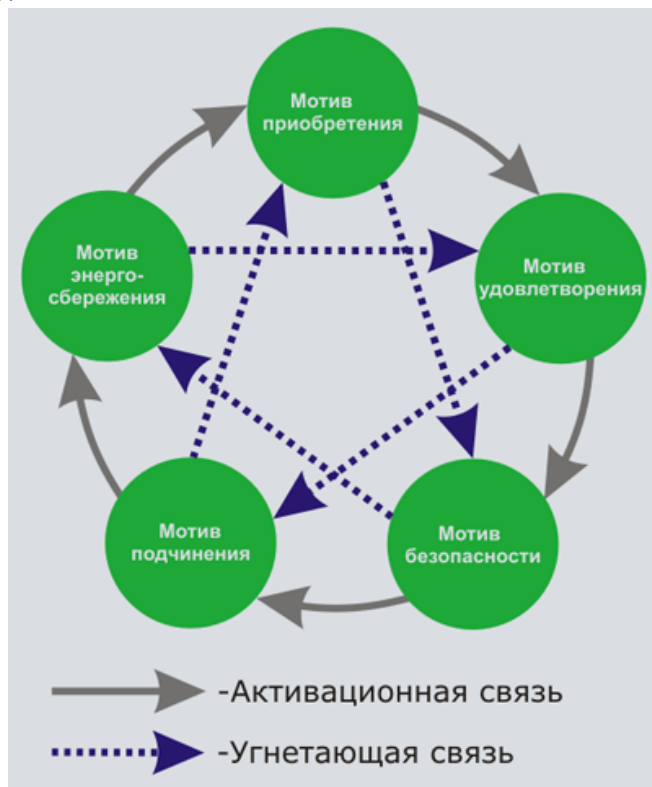 Мотив
приобретения
Мотив
энерго-
сбережения
Мотив
удовлетворения
Мотив
подчинения
Мотив
безопасности
-Активационная связь
-Угнетающая связь